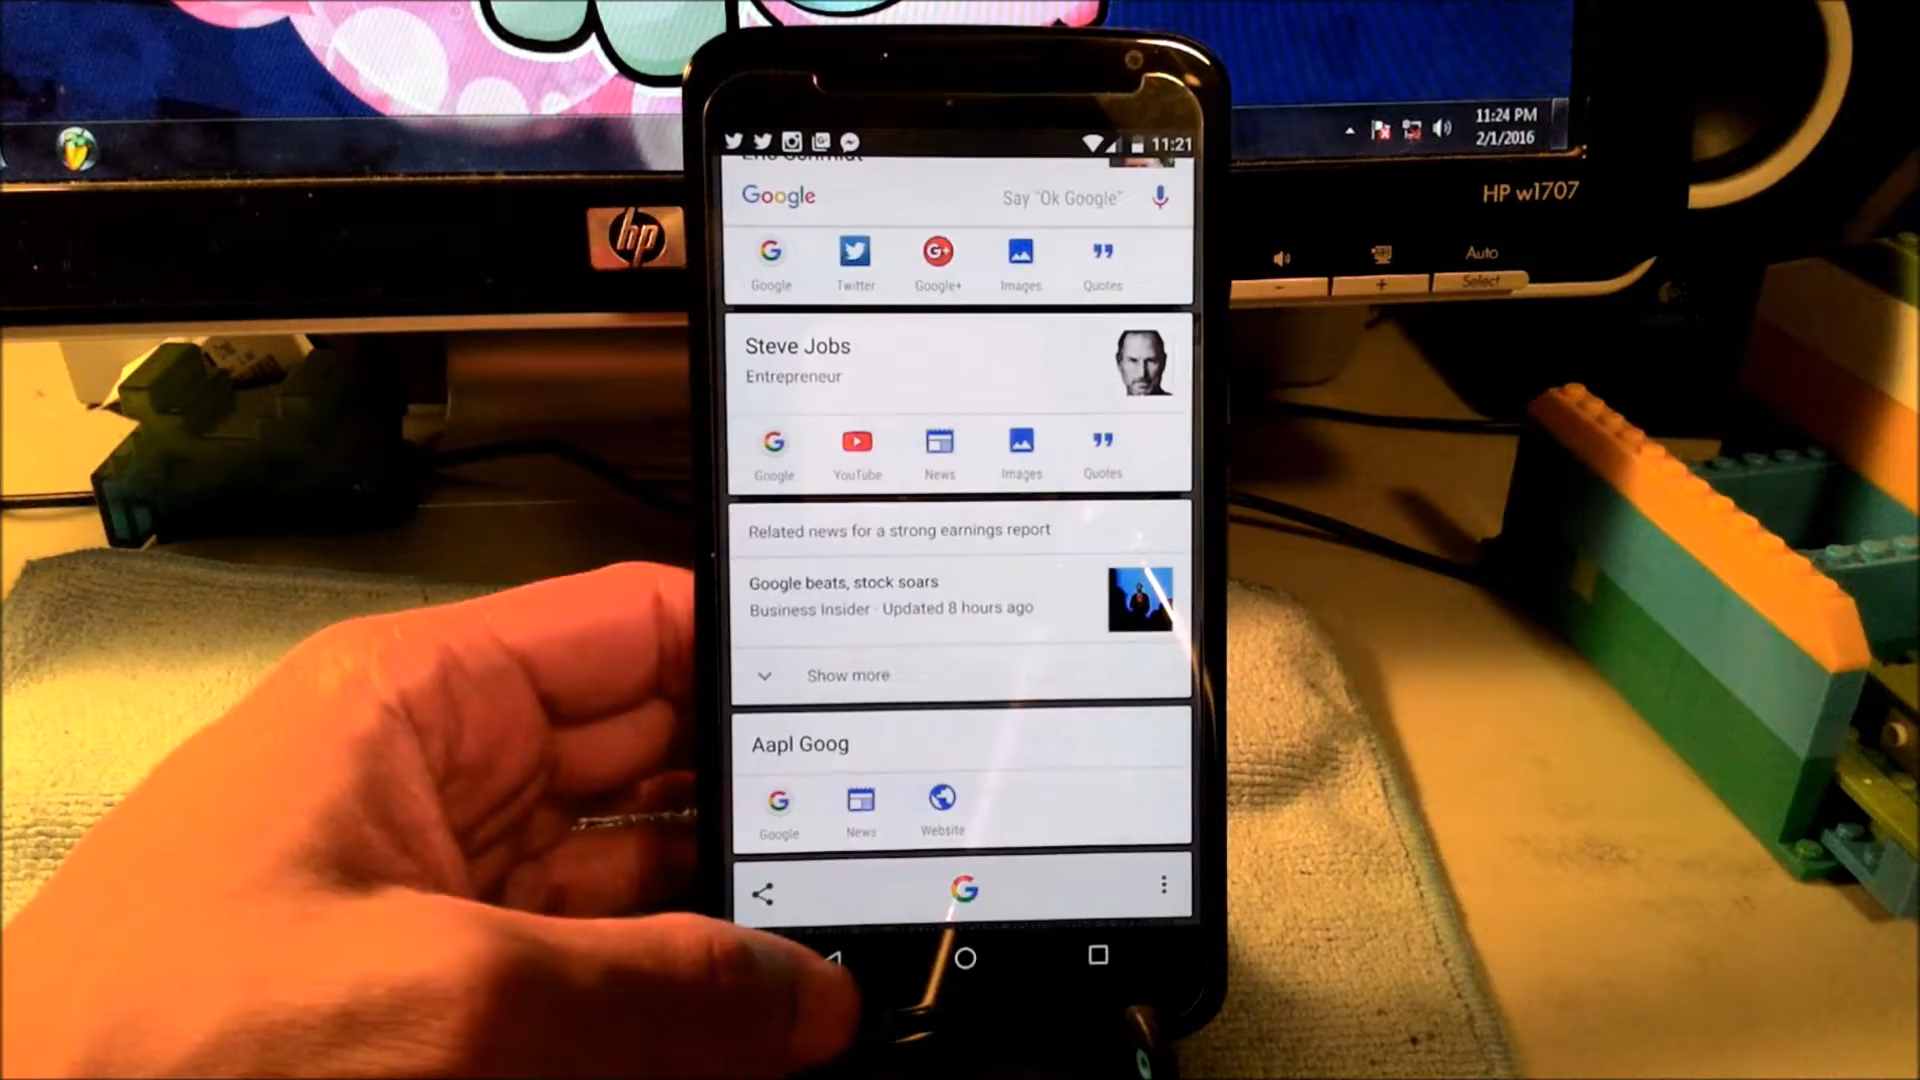 11:24 PM
2/1/2016
HP w1707
hp
Auto
Select
- +
11:21
Eric Schmidt
Google Say "Ok Google"
Google Twitter Google+ Images Quotes
Steve Jobs
Entrepreneur
Google YouTube News Images Quotes
Related news for a strong earnings report
Google beats, stock soars
Business Insider · Updated 8 hours ago
Show more
Aapl Goog
Google News Website